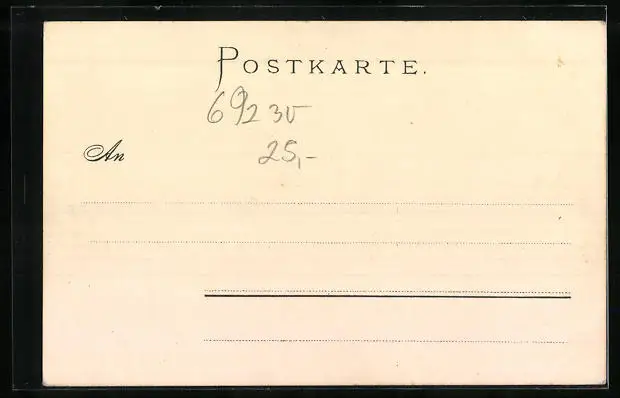 POSTKARTE.
69230
25,-
An